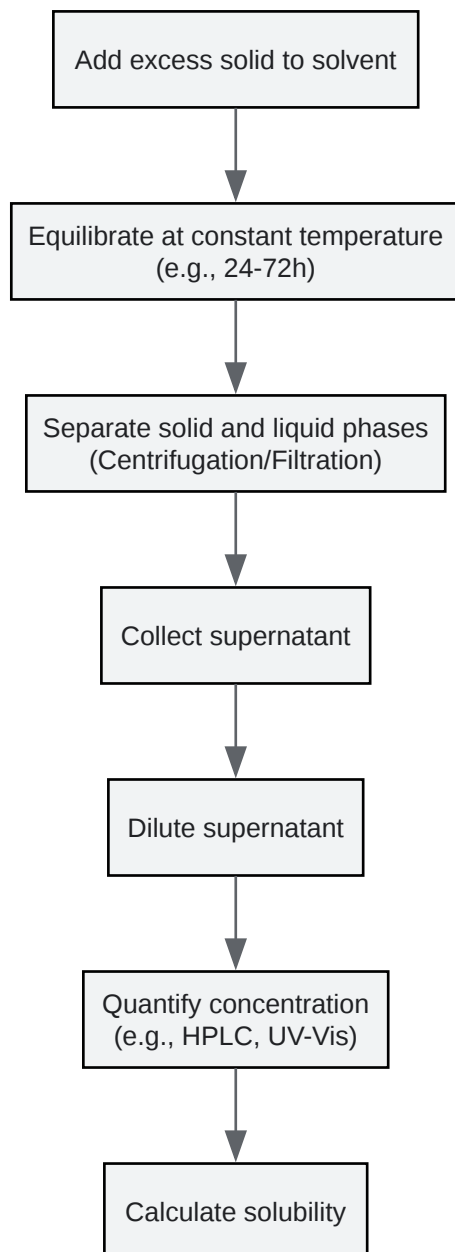 Add excess solid to solvent
Equilibrate at constant temperature
(e.g., 24-72h)
Separate solid and liquid phases
(Centrifugation/Filtration)
Collect supernatant
Dilute supernatant
Quantify concentration
(e.g., HPLC, UV-Vis)
Calculate solubility